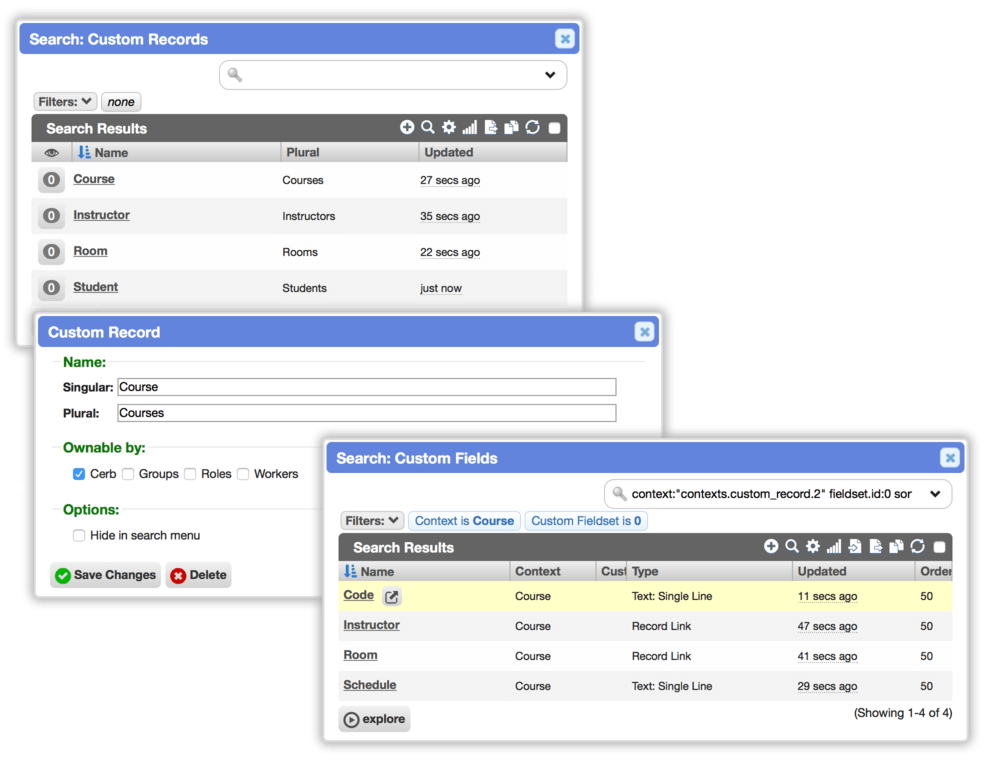 Search: Custom Records
Filters: none
Search Results
Name Plural Updated
0 Course Courses 27 secs ago
0 Instructor Instructors 35 secs ago
0 Room Rooms 22 secs ago
0 Student Students just now
Custom Record
Name:
Singular: Course
Plural: Courses
Ownable by:
Cerb Groups Roles Workers
Options:
Hide in search menu
Save Changes Delete
Search: Custom Fields
context:"contexts.custom_record.2" fieldset.id:0 sor
Filters: Context is Course Custom Fieldset is 0
Search Results
Name Context Cust Type Updated Order
Code Course Text: Single Line 11 secs ago 50
Instructor Course Record Link 47 secs ago 50
Room Course Record Link 41 secs ago 50
Schedule Course Text: Single Line 29 secs ago 50
(Showing 1-4 of 4)
explore